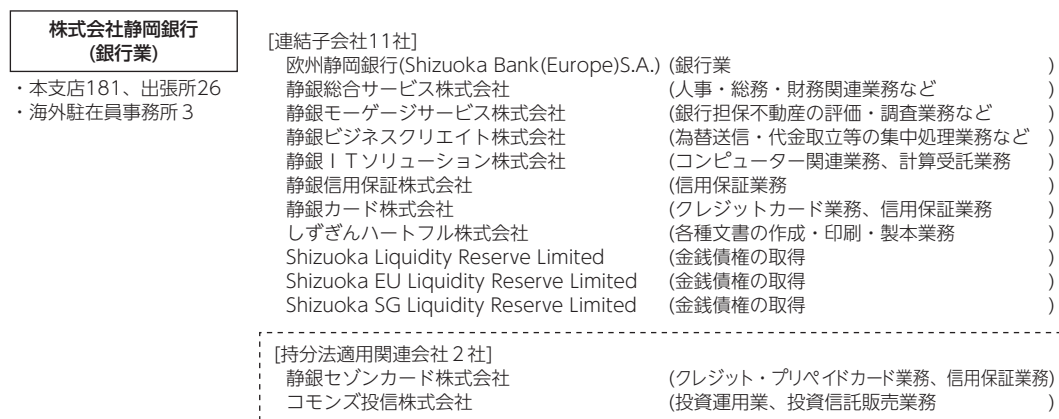 株式会社静岡銀行
(銀行業)
・本支店181、出張所26
・海外駐在員事務所3
[連結子会社11社]
欧州静岡銀行(Shizuoka Bank(Europe)S.A.) (銀行業 )
静銀総合サービス株式会社 (人事・総務・財務関連業務など )
静銀モーゲージサービス株式会社 (銀行担保不動産の評価・調査業務など )
静銀ビジネスクリエイト株式会社 (為替送信・代金取立等の集中処理業務など )
静銀ITソリューション株式会社 (コンピューター関連業務、計算受託業務 )
静銀信用保証株式会社 (信用保証業務 )
静銀カード株式会社 (クレジットカード業務、信用保証業務 )
しずぎんハートフル株式会社 (各種文書の作成・印刷・製本業務 )
Shizuoka Liquidity Reserve Limited (金銭債権の取得 )
Shizuoka EU Liquidity Reserve Limited (金銭債権の取得 )
Shizuoka SG Liquidity Reserve Limited (金銭債権の取得 )
[持分法適用関連会社2社]
静銀セゾンカード株式会社 (クレジット・プリペイドカード業務、信用保証業務)
コモンズ投信株式会社 (投資運用業、投資信託販売業務 )